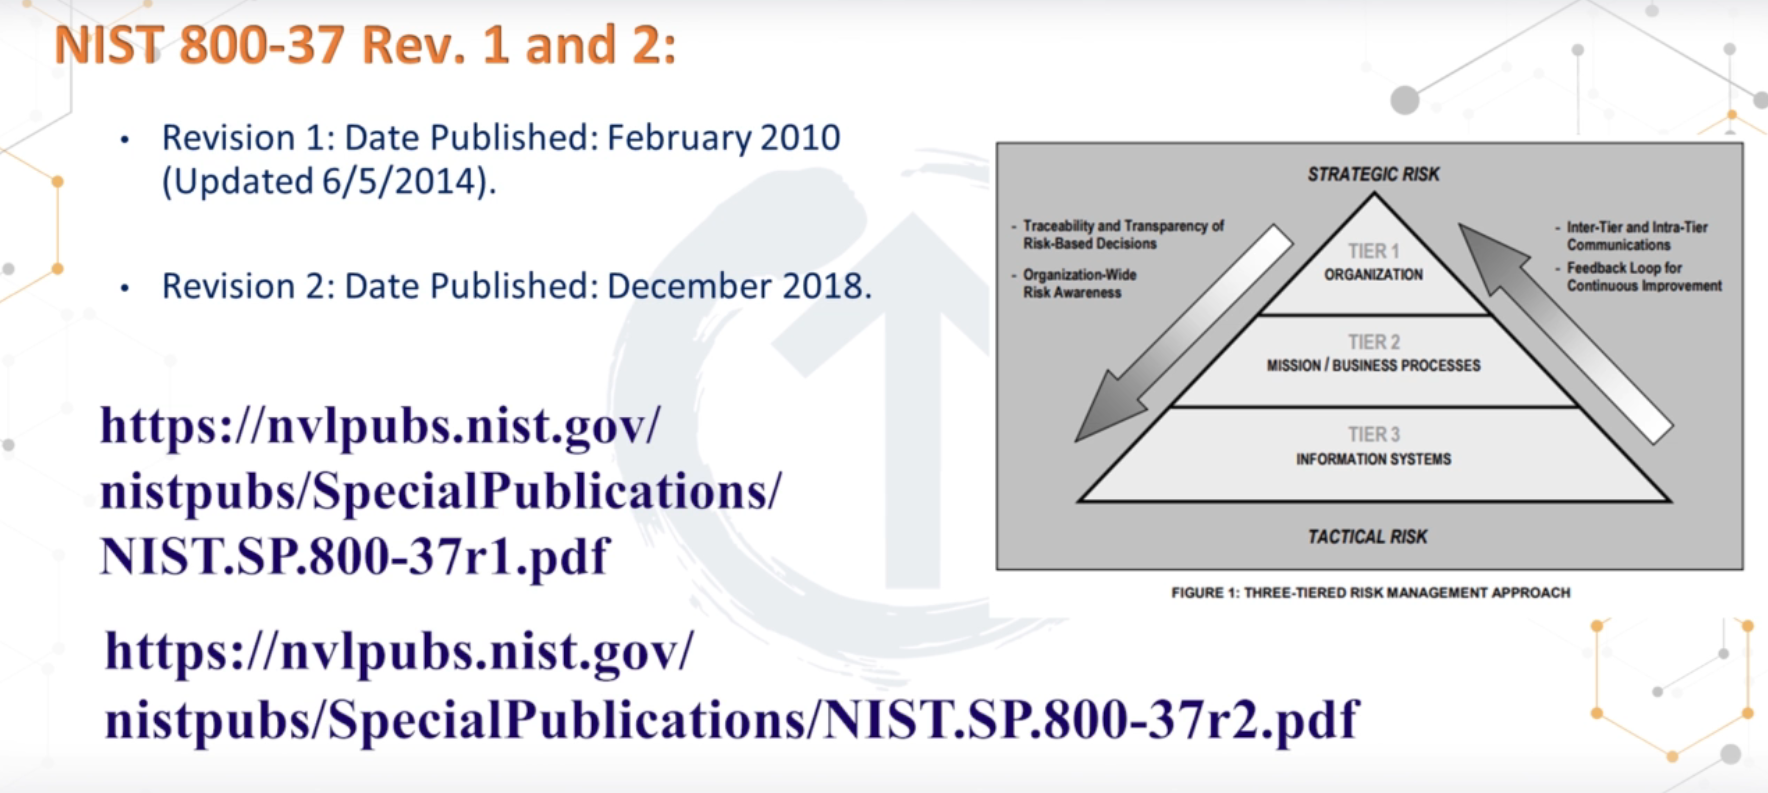 NIST 800-37 Rev. 1 and 2:
• Revision 1: Date Published: February 2010
(Updated 6/5/2014).
• Revision 2: Date Published: December 2018.
https://nvlpubs.nist.gov/
nistpubs/SpecialPublications/
NIST.SP.800-37r1.pdf
https://nvlpubs.nist.gov/
nistpubs/SpecialPublications/NIST.SP.800-37r2.pdf
STRATEGIC RISK
- Traceability and Transparency of
Risk-Based Decisions
- Organization-Wide
Risk Awareness
TIER 1
ORGANIZATION
TIER 2
MISSION / BUSINESS PROCESSES
TIER 3
INFORMATION SYSTEMS
- Inter-Tier and Intra-Tier
Communications
- Feedback Loop for
Continuous Improvement
TACTICAL RISK
FIGURE 1: THREE-TIERED RISK MANAGEMENT APPROACH